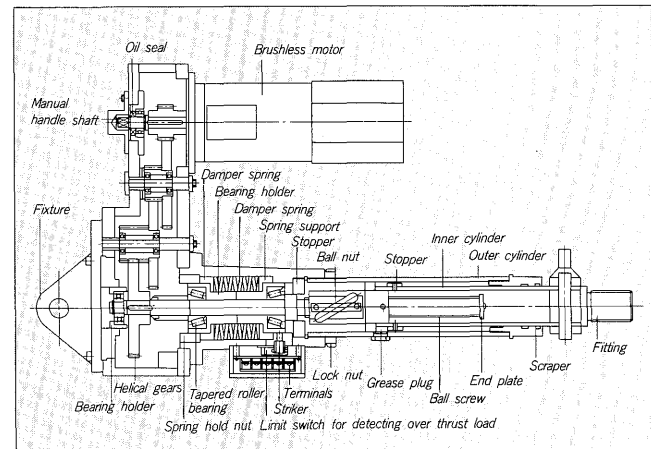 Oil seal
Brushless motor
Manual
handle shaft
Damper spring
Bearing holder
Damper spring
Fixture
Spring support
Stopper
Ball nut
Stopper
Inner cylinder
Outer cylinder
Helical gears
Bearing holder
Tapered roller
bearing
Terminals
Striker
Lock nut
Grease plug
End plate
Ball screw
Scraper
Fitting
Spring hold nut
Limit switch for detecting over thrust load